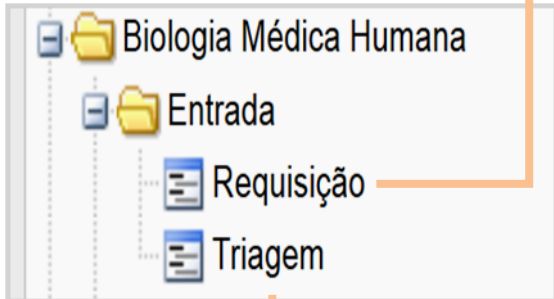 Biologia Médica Humana
Entrada
Requisição
Triagem